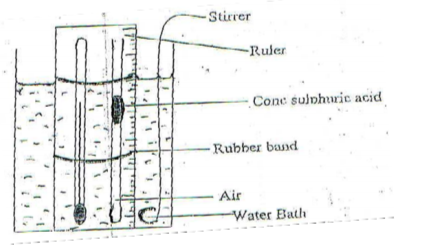 Stirrer
Ruler
Conc sulphuric acid
Rubber band
Air
Water Bath